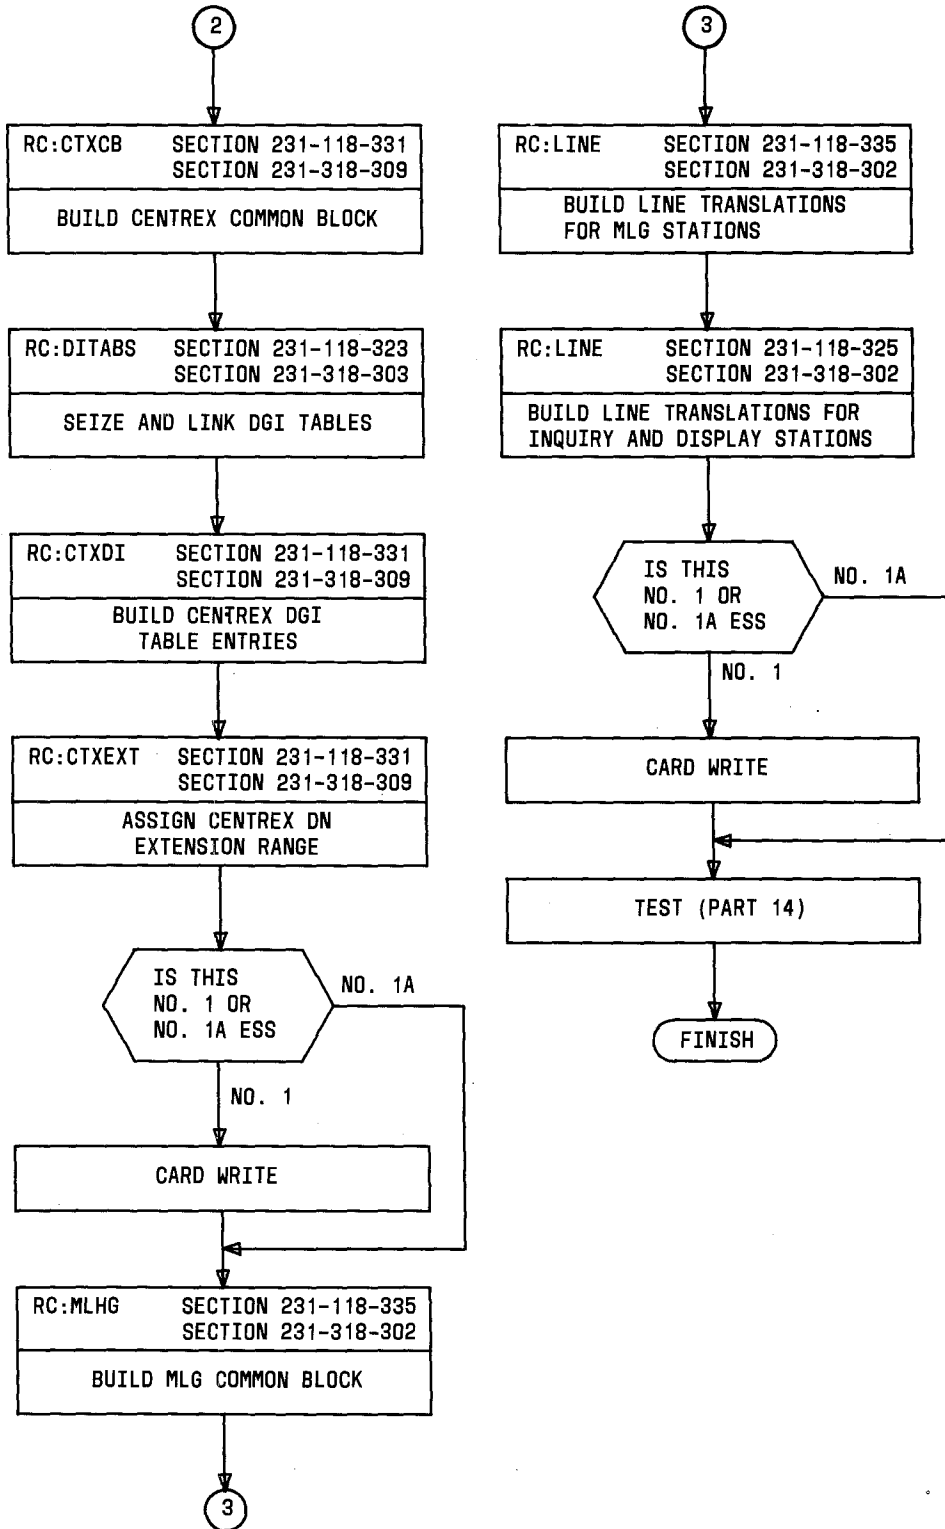 2
RC:CTXCB SECTION 231-118-331
SECTION 231-318-309
BUILD CENTREX COMMON BLOCK
RC:DITABS SECTION 231-118-323
SECTION 231-318-303
SEIZE AND LINK DGI TABLES
RC:CTXDI SECTION 231-118-331
SECTION 231-318-309
BUILD CENTREX DGI
TABLE ENTRIES
RC:CTXEXT SECTION 231-118-331
SECTION 231-318-309
ASSIGN CENTREX DN
EXTENSION RANGE
IS THIS
NO. 1 OR
NO. 1A ESS
NO. 1A
NO. 1
CARD WRITE
RC:MLHG SECTION 231-118-335
SECTION 231-318-302
BUILD MLG COMMON BLOCK
3
3
RC:LINE SECTION 231-118-335
SECTION 231-318-302
BUILD LINE TRANSLATIONS
FOR MLG STATIONS
RC:LINE SECTION 231-118-325
SECTION 231-318-302
BUILD LINE TRANSLATIONS FOR
INQUIRY AND DISPLAY STATIONS
IS THIS
NO. 1 OR
NO. 1A ESS
NO. 1A
NO. 1
CARD WRITE
TEST (PART 14)
FINISH